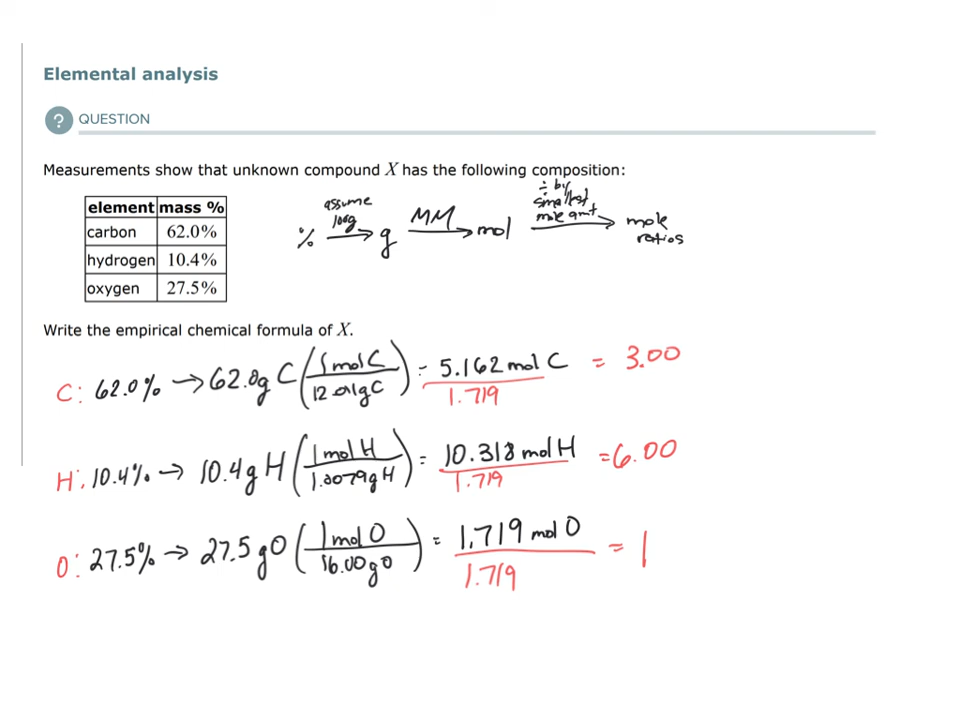 Elemental analysis
? QUESTION
Measurements show that unknown compound X has the following composition:
element mass %
carbon 62.0%
hydrogen 10.4%
oxygen 27.5%
% assume 100g → g MM → mol ÷ by smallest mole amt → mole ratios
Write the empirical chemical formula of X.
C: 62.0% → 62.0g C (1 mol C / 12.01g C) = 5.162 mol C / 1.719 = 3.00
H: 10.4% → 10.4g H (1 mol H / 1.0079g H) = 10.318 mol H / 1.719 = 6.00
O: 27.5% → 27.5 g O (1 mol O / 16.00 g O) = 1.719 mol O / 1.719 = 1